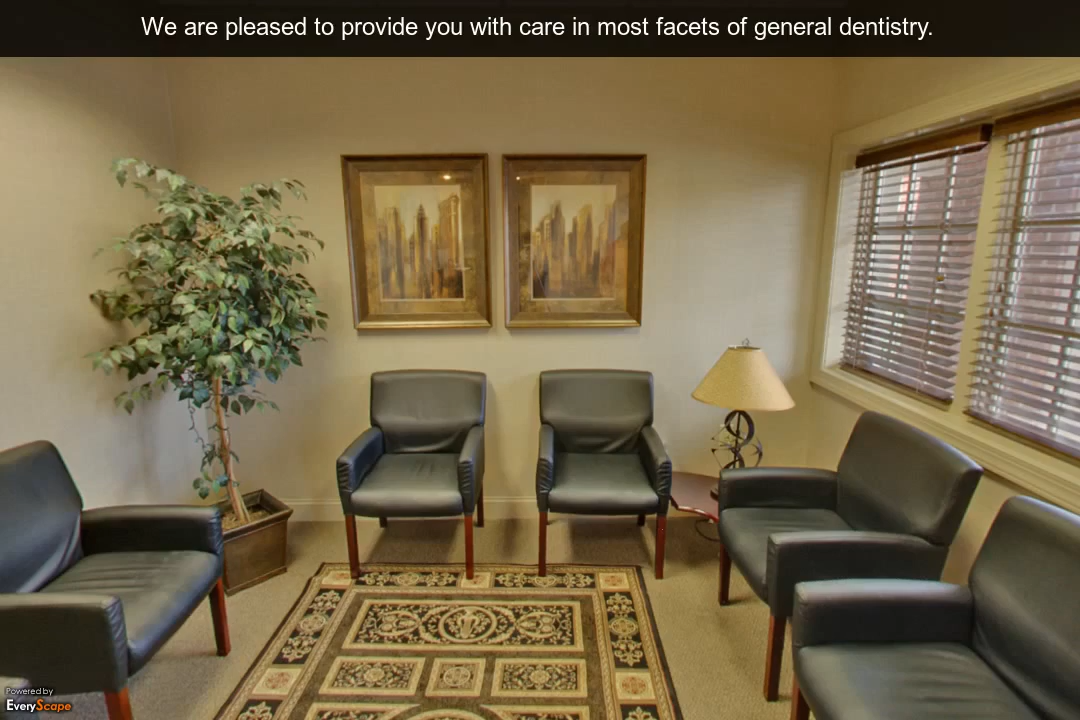 We are pleased to provide you with care in most facets of general dentistry.
Powered by
EveryScape